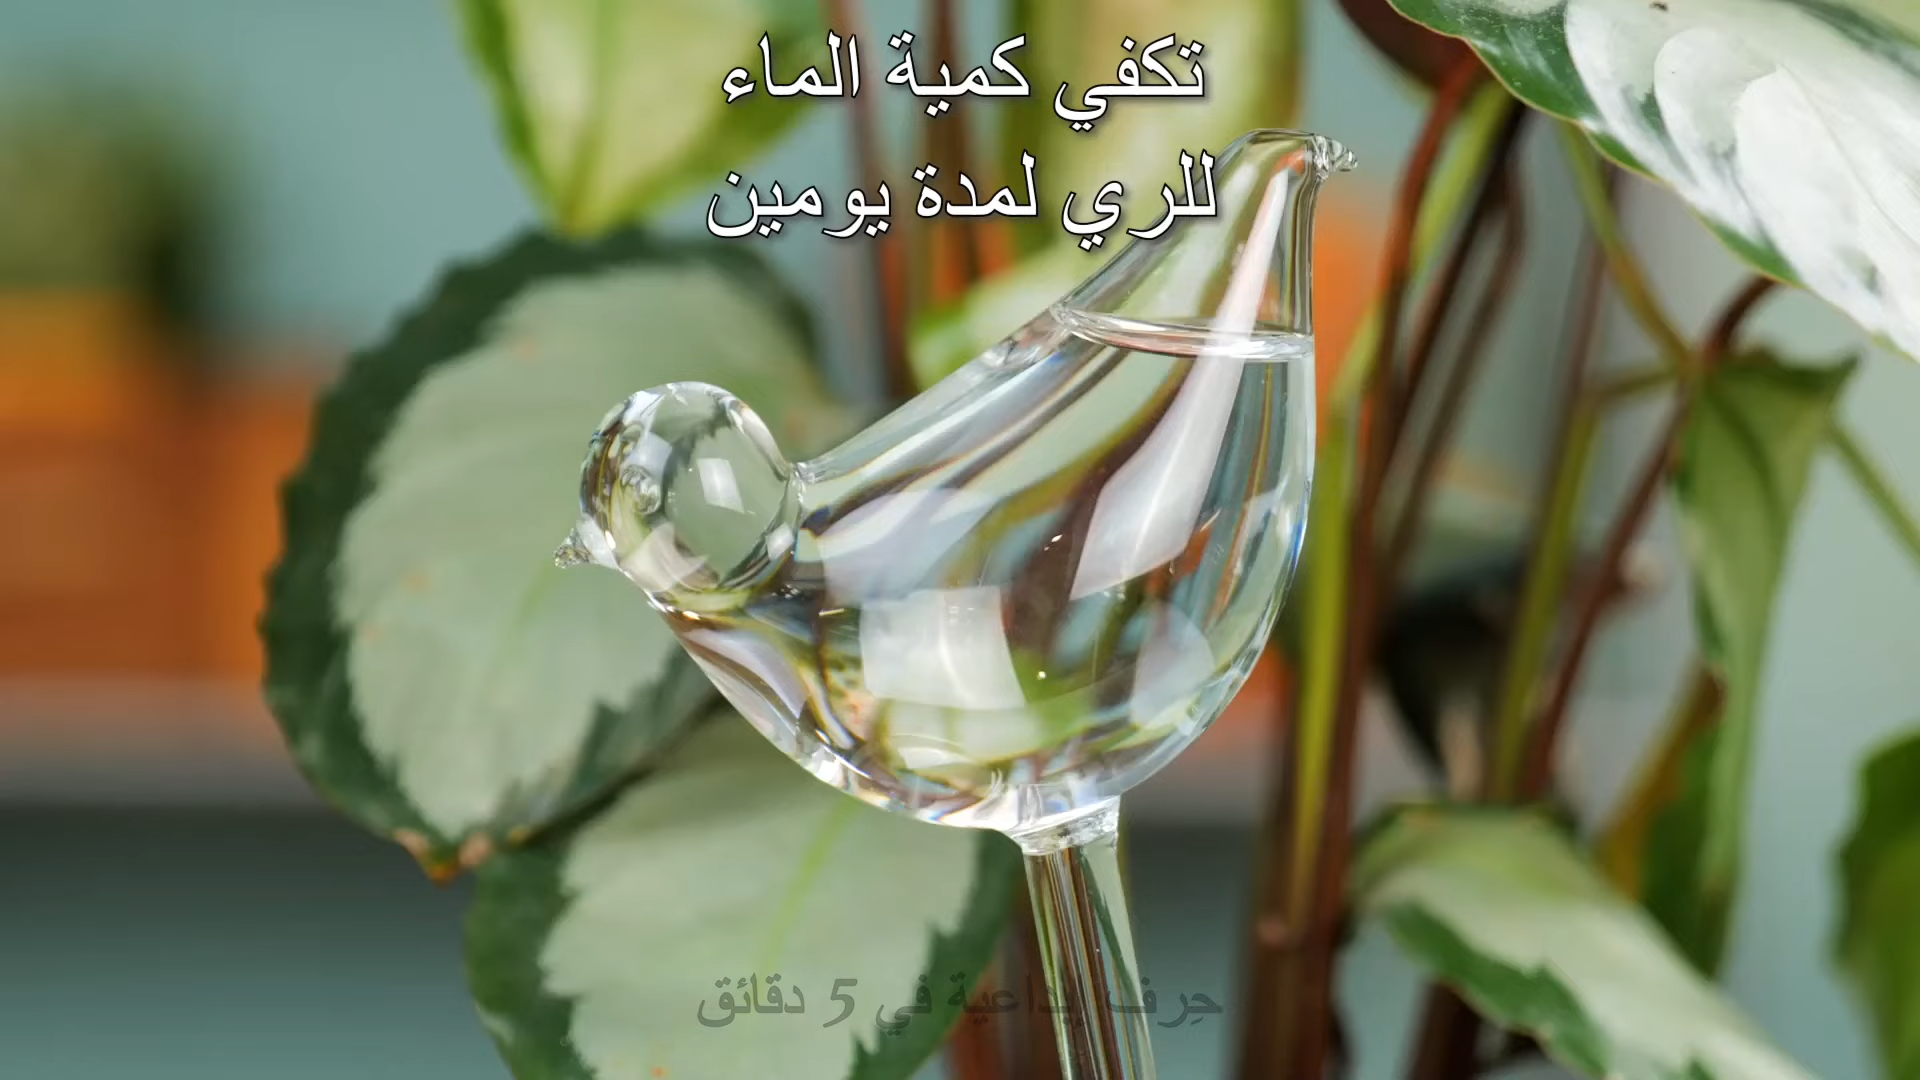 تكفي كمية الماء
للري لمدة يومين
حِرف إبداعية في 5 دقائق